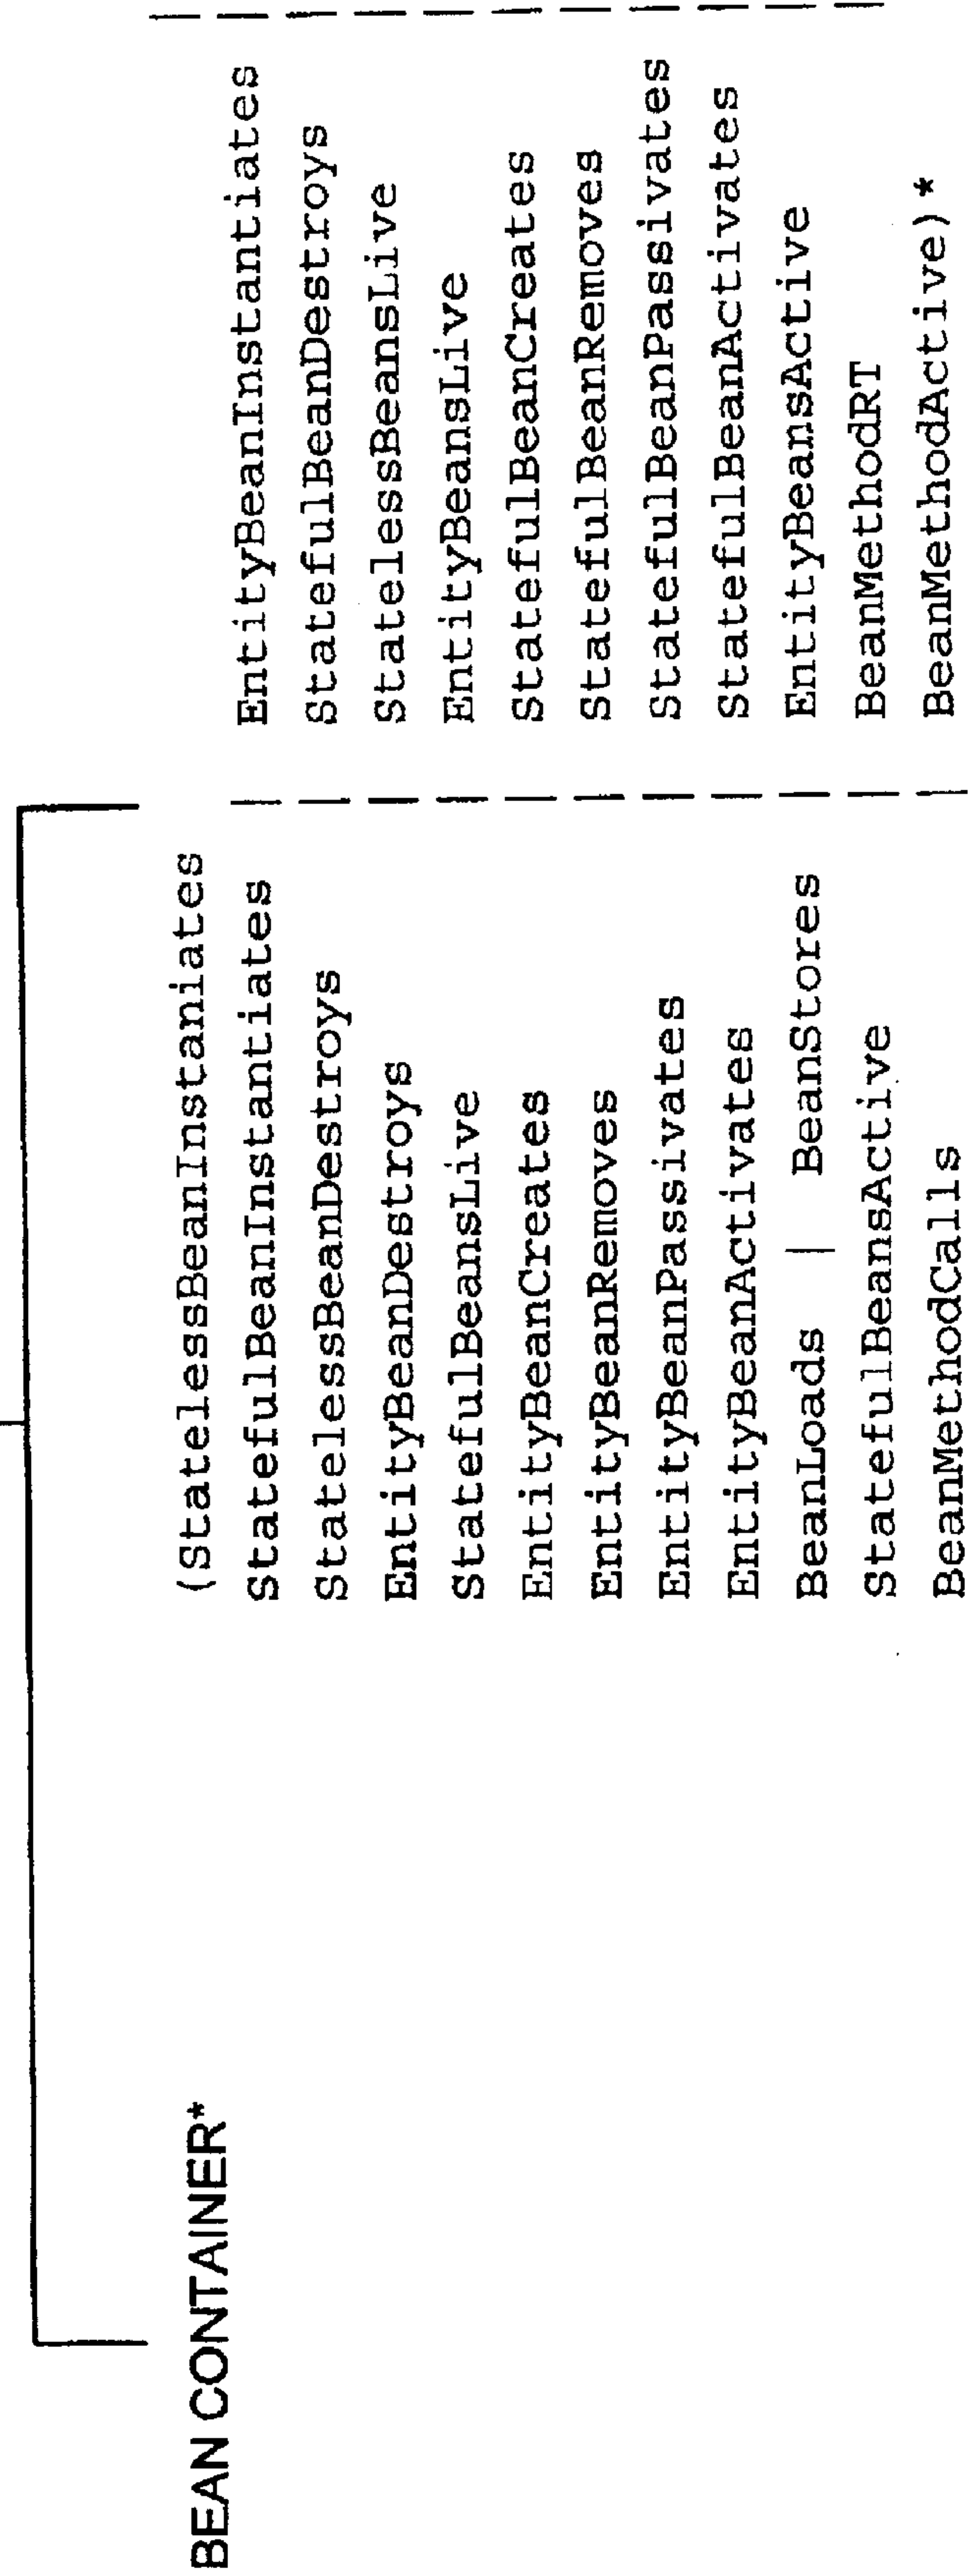 BEAN CONTAINER* (StatelessBeanInstaniates |
StatefulBeanInstantiates | EntityBeanInstantiates |
StatelessBeanDestroys | StatefulBeanDestroys |
EntityBeanDestroys | StatelessBeansLive |
StatefulBeansLive | EntityBeansLive |
EntityBeanCreates | StatefulBeanCreates |
EntityBeanRemoves | StatefulBeanRemoves |
EntityBeanPassivates | StatefulBeanPassivates |
EntityBeanActivates | StatefulBeanActivates |
BeanLoads | BeanStores | EntityBeansActive |
StatefulBeansActive | BeanMethodRT |
BeanMethodCalls | BeanMethodActive)*